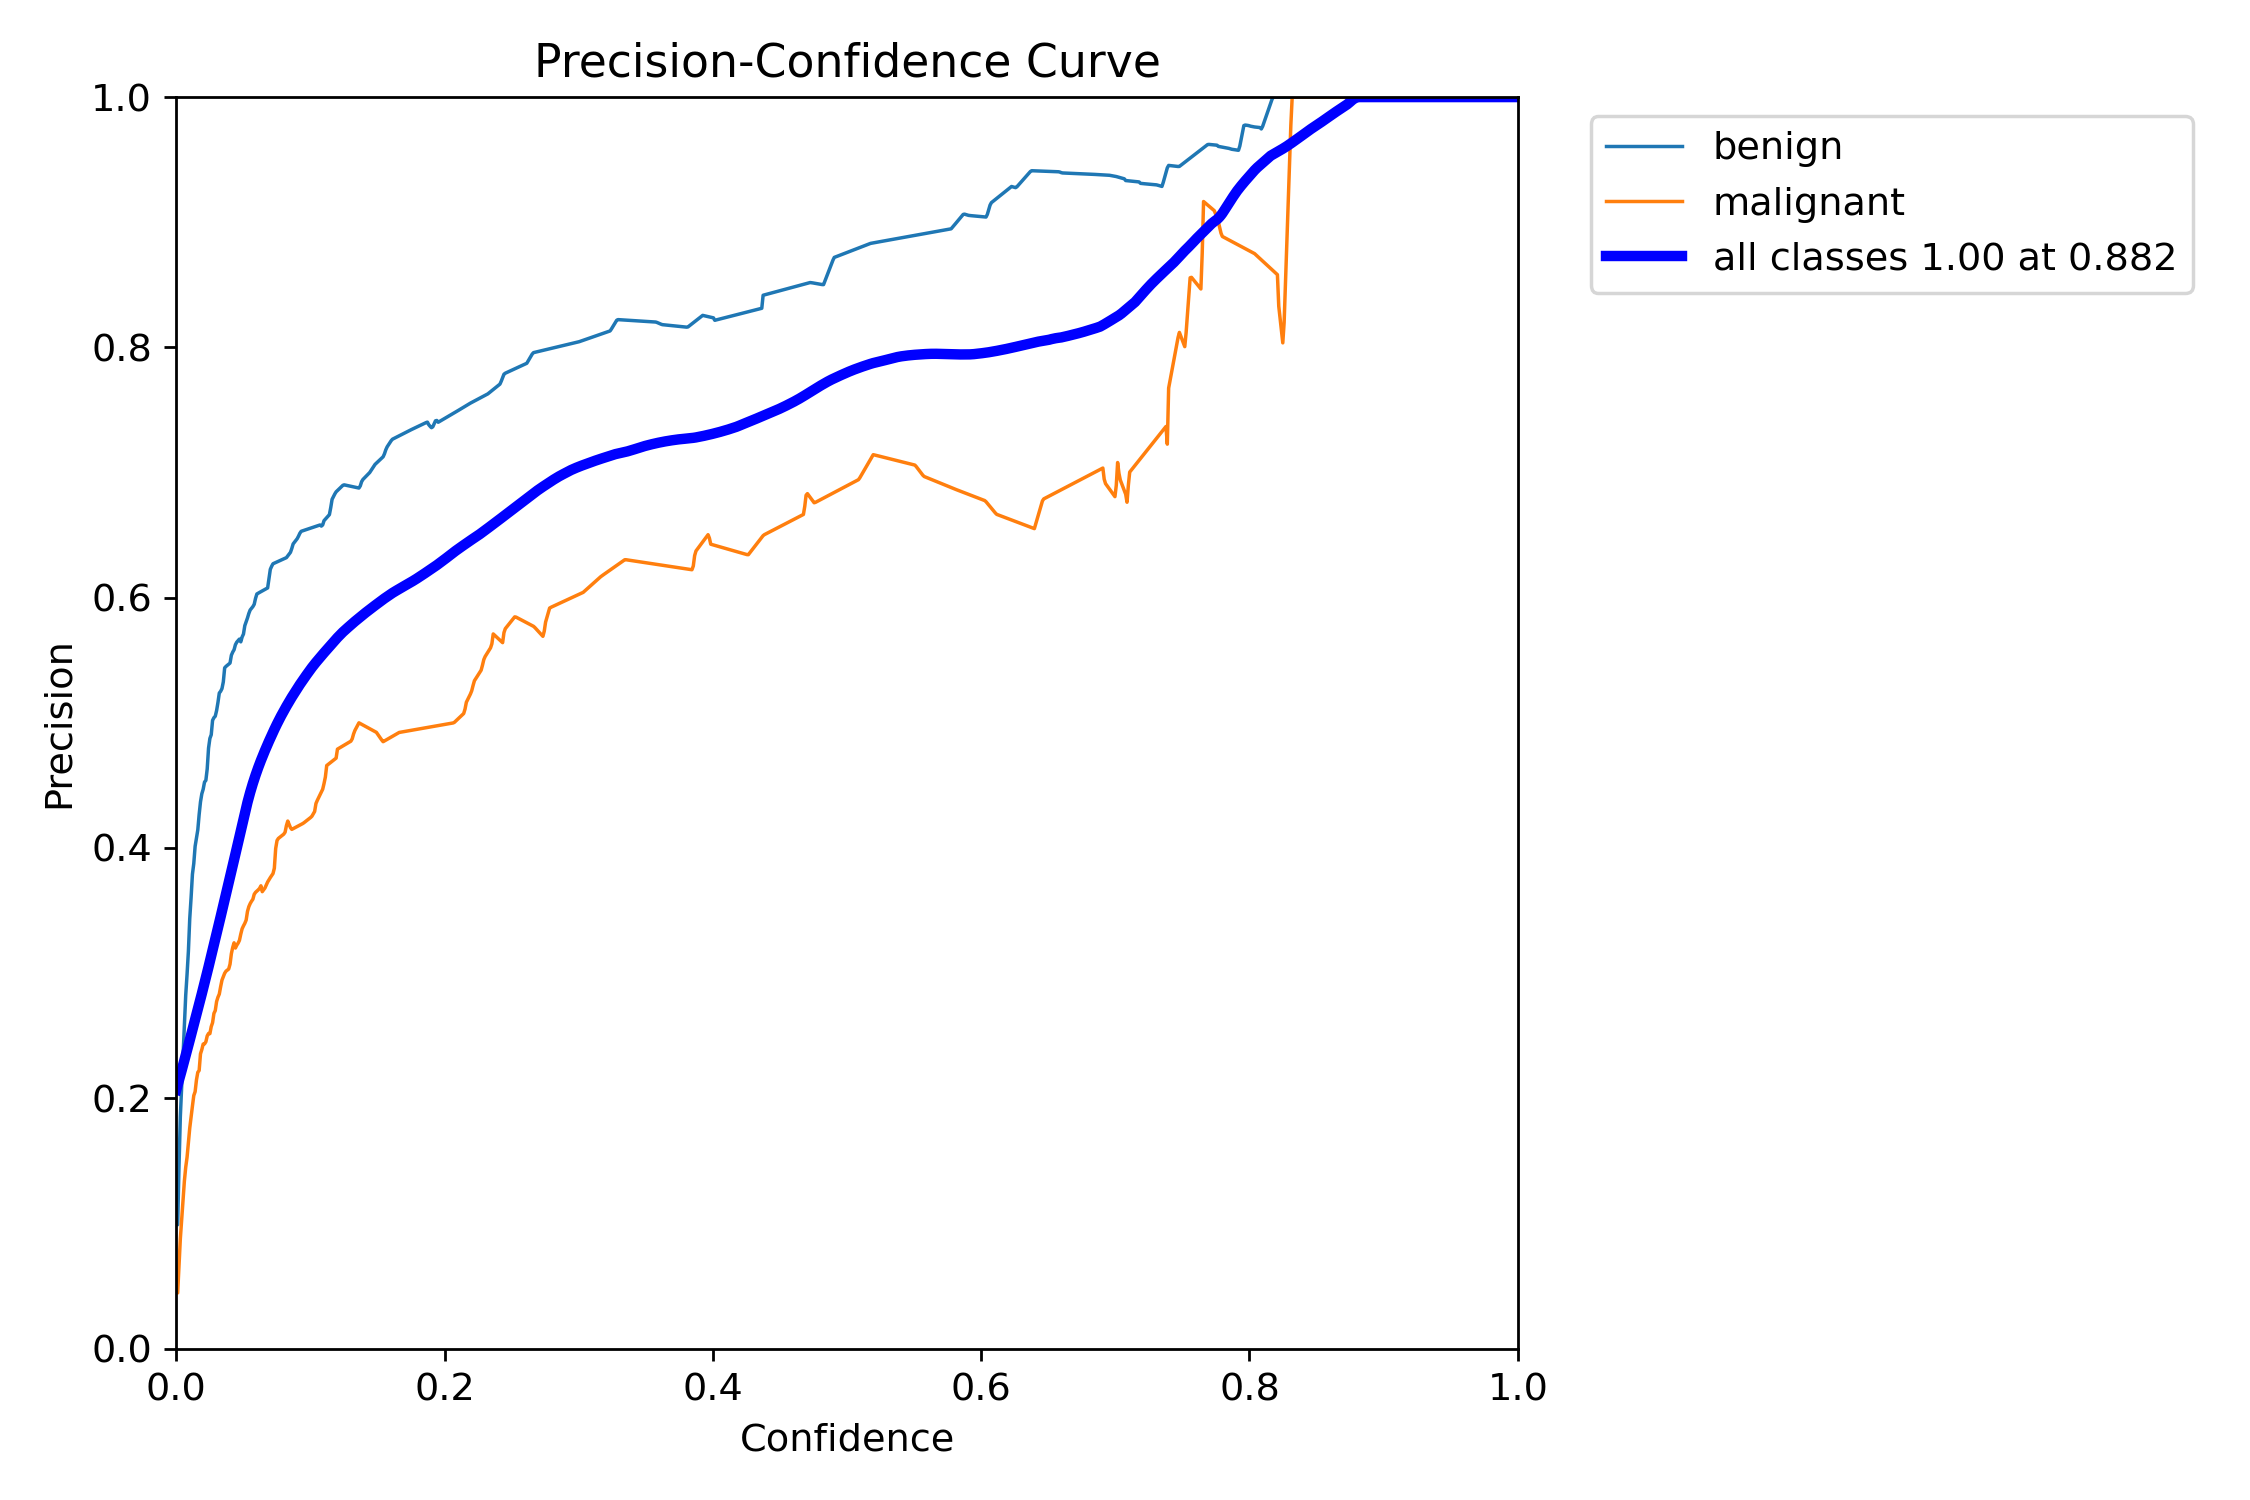 Precision-Confidence Curve
1.0
0.8
0.6
0.4
0.2
0.0
Precision
0.0 0.2 0.4 0.6 0.8 1.0
Confidence
benign
malignant
all classes 1.00 at 0.882